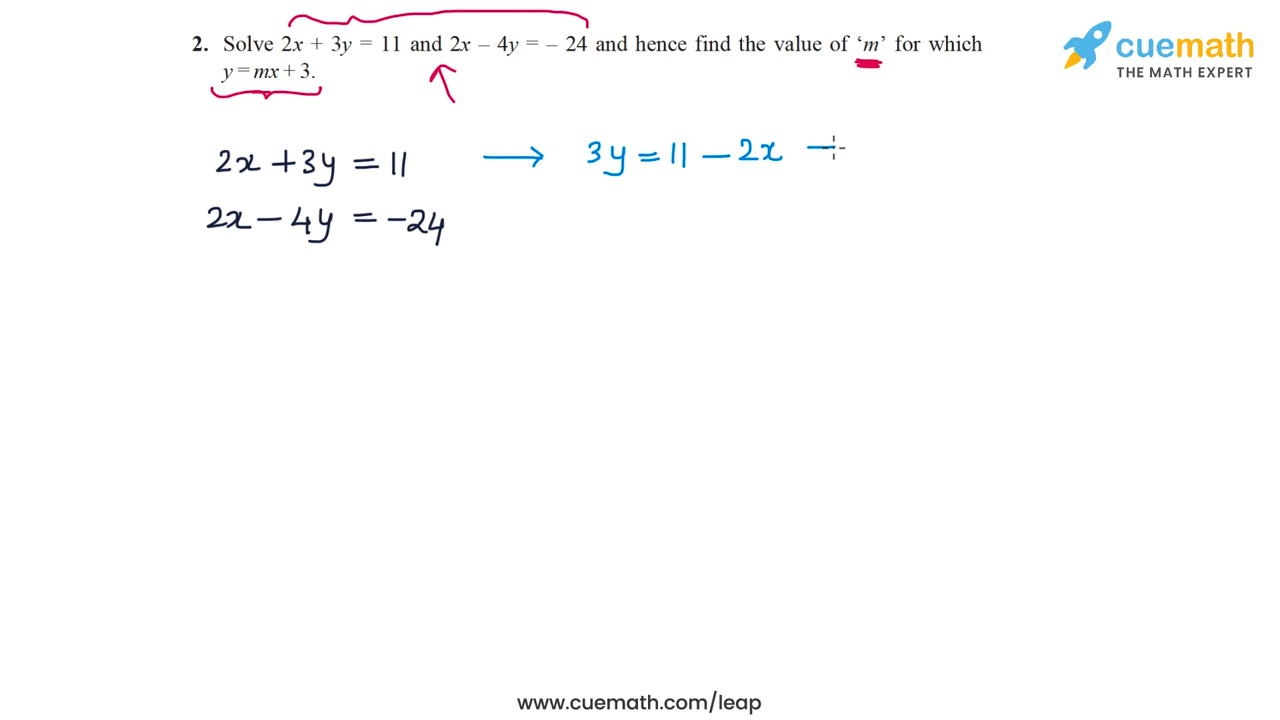 2. Solve 2x + 3y = 11 and 2x – 4y = – 24 and hence find the value of ‘m’ for which
y = mx + 3.
cuemath
THE MATH EXPERT
2x + 3y = 11 → 3y = 11 – 2x –
2x – 4y = –24
www.cuemath.com/leap